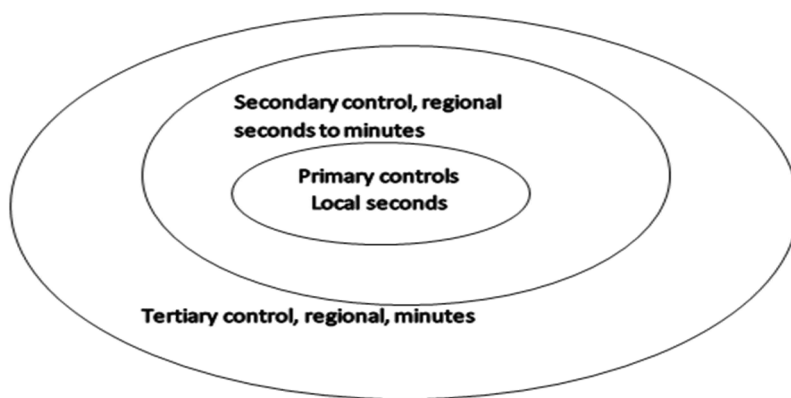 Secondary control, regional
seconds to minutes
Primary controls
Local seconds
Tertiary control, regional, minutes